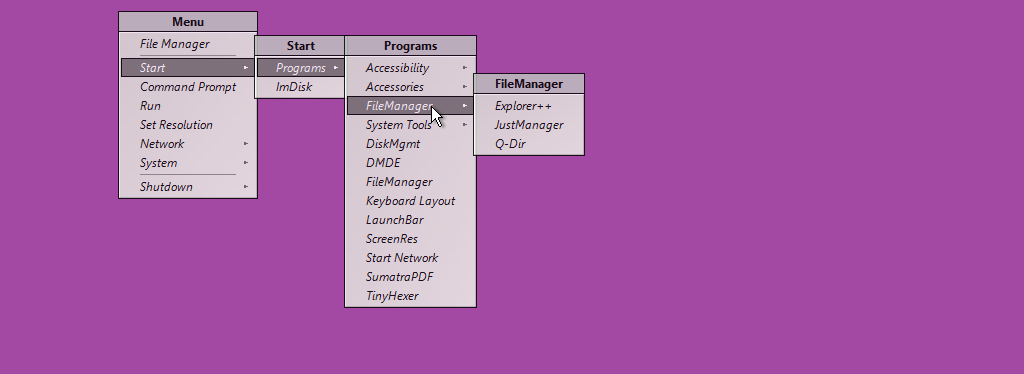 Menu
File Manager
Start
Command Prompt
Run
Set Resolution
Network
System
Shutdown
Start
Programs
ImDisk
Programs
Accessibility
Accessories
FileManager
System Tools
DiskMgmt
DMDE
FileManager
Keyboard Layout
LaunchBar
ScreenRes
Start Network
SumatraPDF
TinyHexer
FileManager
Explorer++
JustManager
Q-Dir